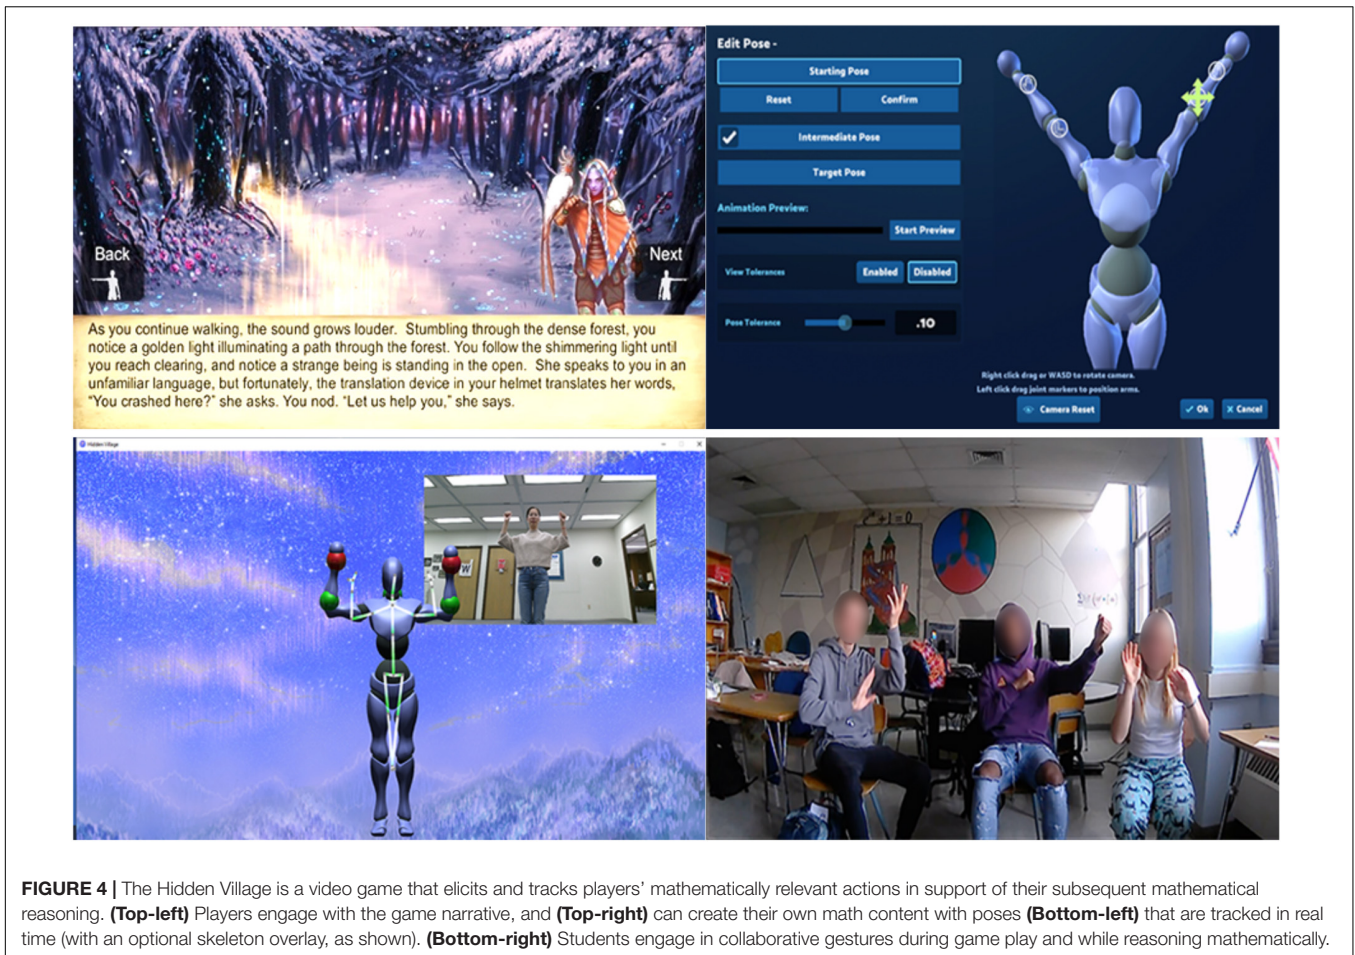 Back
Next
As you continue walking, the sound grows louder.  Stumbling through the dense forest, you
notice a golden light illuminating a path through the forest. You follow the shimmering light until
you reach clearing, and notice a strange being is standing in the open.  She speaks to you in an
unfamiliar language, but fortunately, the translation device in your helmet translates her words,
"You crashed here?" she asks. You nod. "Let us help you," she says.
Edit Pose -
Starting Pose
Reset
Confirm
Intermediate Pose
Target Pose
Animation Preview:
Start Preview
View Tolerances
Enabled
Disabled
Pose Tolerance
.10
Right click drag or WASD to rotate camera.
Left click drag joint markers to position arms.
Camera Reset
Ok
Cancel
Hidden Village
W
+1=0
FIGURE 4 | The Hidden Village is a video game that elicits and tracks players' mathematically relevant actions in support of their subsequent mathematical
reasoning. (Top-left) Players engage with the game narrative, and (Top-right) can create their own math content with poses (Bottom-left) that are tracked in real
time (with an optional skeleton overlay, as shown). (Bottom-right) Students engage in collaborative gestures during game play and while reasoning mathematically.